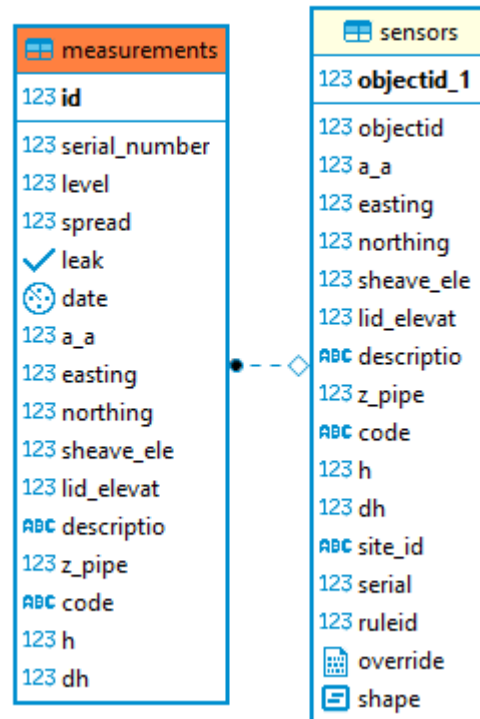 measurements
123 id
123 serial_number
123 level
123 spread
leak
date
123 a_a
123 easting
123 northing
123 sheave_ele
123 lid_elevat
ABC descriptio
123 z_pipe
ABC code
123 h
123 dh
sensors
123 objectid_1
123 objectid
123 a_a
123 easting
123 northing
123 sheave_ele
123 lid_elevat
ABC descriptio
123 z_pipe
ABC code
123 h
123 dh
ABC site_id
123 serial
123 ruleid
override
shape